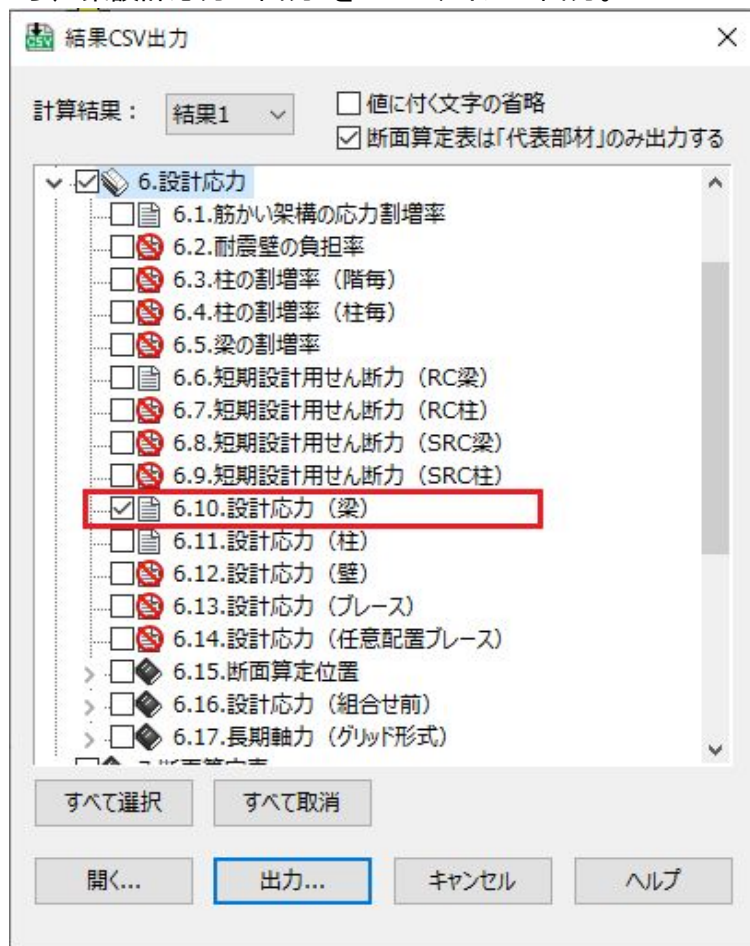 結果CSV出力
計算結果： 結果1
値に付く文字の省略
断面算定表は「代表部材」のみ出力する
6.設計応力
6.1.筋かい架構の応力割増率
6.2.耐震壁の負担率
6.3.柱の割増率（階毎）
6.4.柱の割増率（柱毎）
6.5.梁の割増率
6.6.短期設計用せん断力（RC梁）
6.7.短期設計用せん断力（RC柱）
6.8.短期設計用せん断力（SRC梁）
6.9.短期設計用せん断力（SRC柱）
6.10.設計応力（梁）
6.11.設計応力（柱）
6.12.設計応力（壁）
6.13.設計応力（ブレース）
6.14.設計応力（任意配置ブレース）
6.15.断面算定位置
6.16.設計応力（組合せ前）
6.17.長期軸力（グリッド形式）
すべて選択 すべて取消
開く... 出力... キャンセル ヘルプ